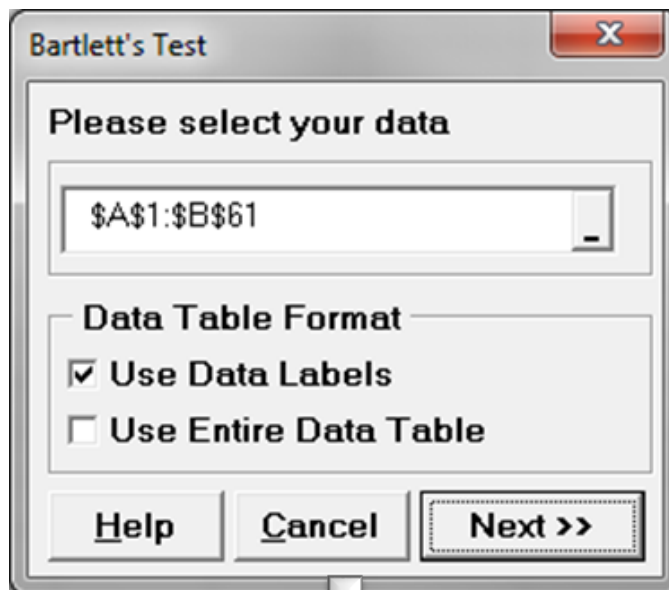 Bartlett's Test
Please select your data
$A$1:$B$61
Data Table Format
Use Data Labels
Use Entire Data Table
Help Cancel Next >>